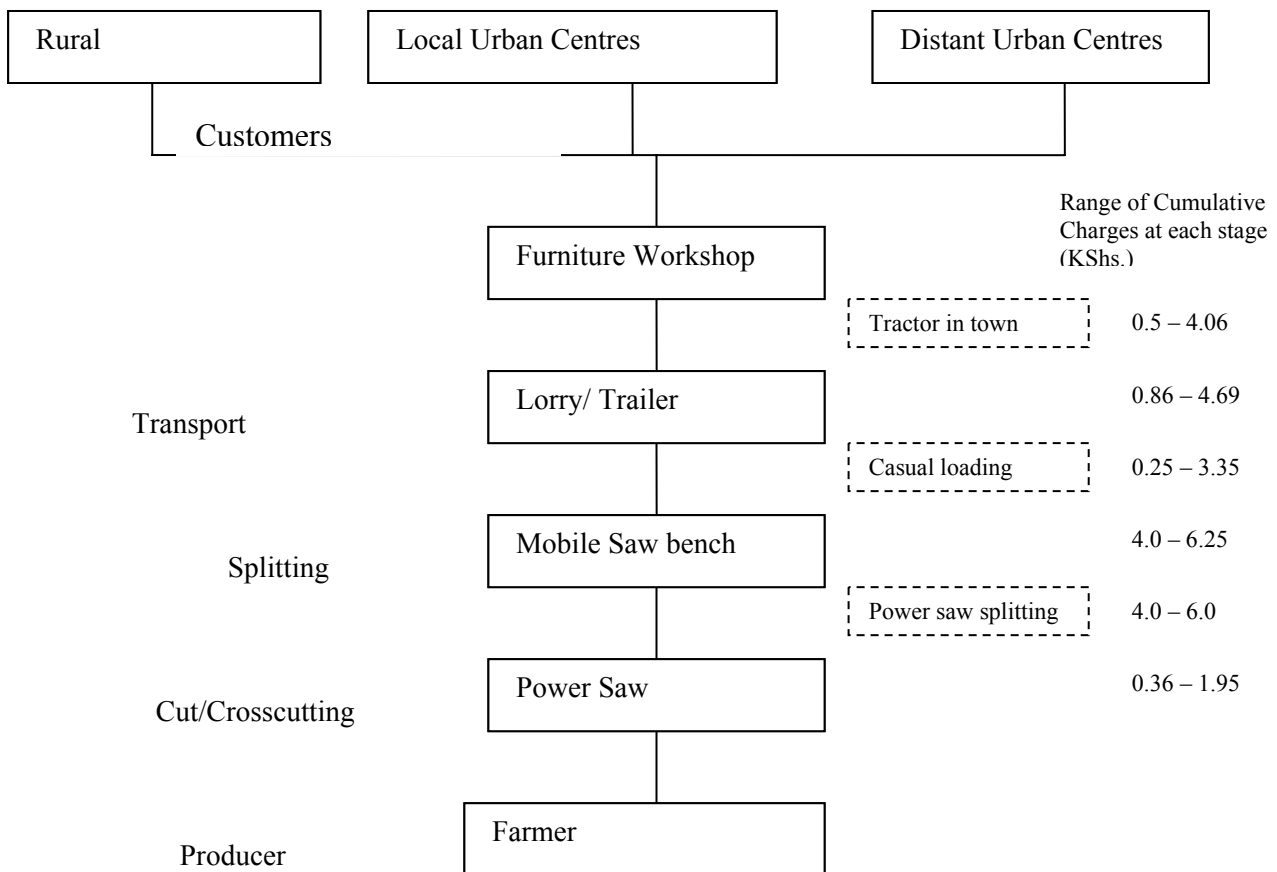 Rural
Local Urban Centres
Distant Urban Centres
Customers
Range of Cumulative
Charges at each stage
(KShs.)
Furniture Workshop
Tractor in town
0.5 – 4.06
Lorry/ Trailer
0.86 – 4.69
Transport
Casual loading
0.25 – 3.35
Mobile Saw bench
4.0 – 6.25
Splitting
Power saw splitting
4.0 – 6.0
Power Saw
0.36 – 1.95
Cut/Crosscutting
Farmer
Producer